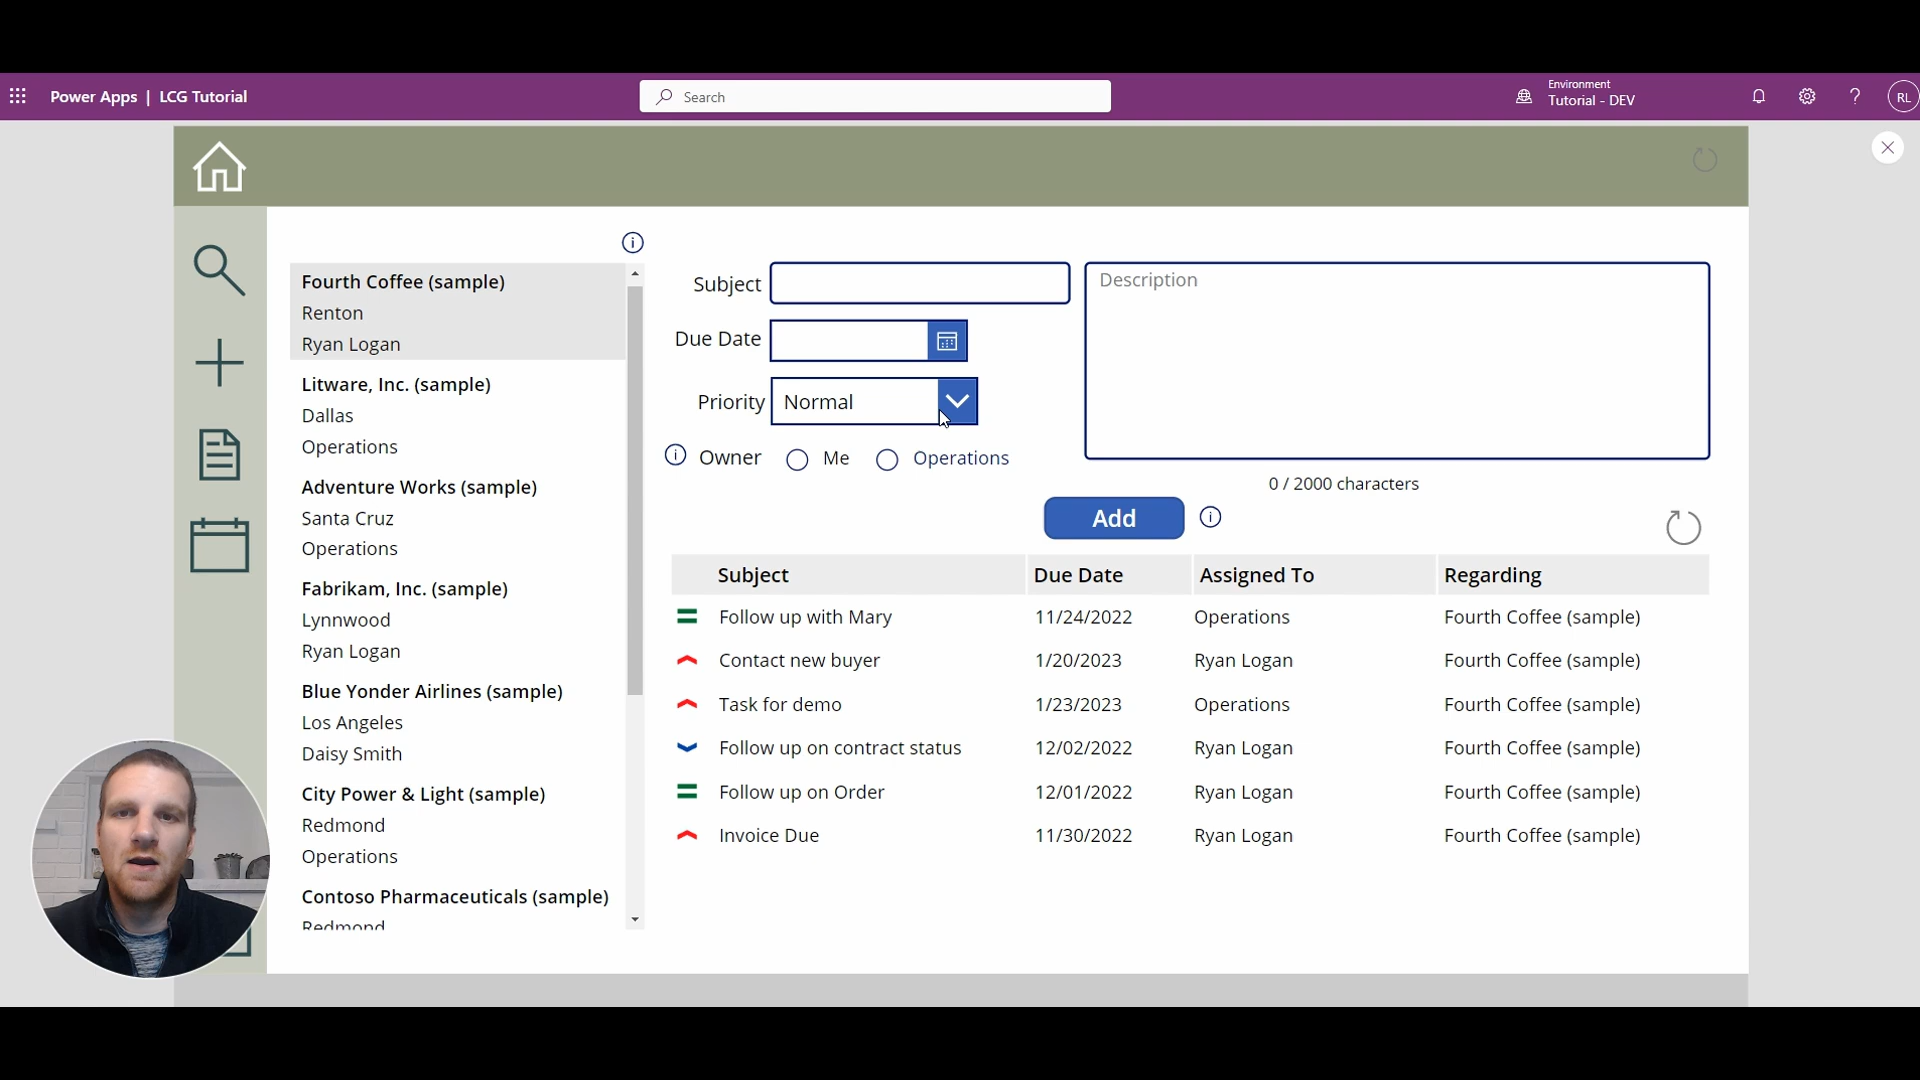 Power Apps | LCG Tutorial
Search
Environment
Tutorial - DEV
RL
Fourth Coffee (sample)
Renton
Ryan Logan
Litware, Inc. (sample)
Dallas
Operations
Adventure Works (sample)
Santa Cruz
Operations
Fabrikam, Inc. (sample)
Lynnwood
Ryan Logan
Blue Yonder Airlines (sample)
Los Angeles
Daisy Smith
City Power & Light (sample)
Redmond
Operations
Contoso Pharmaceuticals (sample)
Redmond
Subject
Due Date
Priority Normal
Owner Me Operations
Description
0 / 2000 characters
Add
Subject Due Date Assigned To Regarding
Follow up with Mary 11/24/2022 Operations Fourth Coffee (sample)
Contact new buyer 1/20/2023 Ryan Logan Fourth Coffee (sample)
Task for demo 1/23/2023 Operations Fourth Coffee (sample)
Follow up on contract status 12/02/2022 Ryan Logan Fourth Coffee (sample)
Follow up on Order 12/01/2022 Ryan Logan Fourth Coffee (sample)
Invoice Due 11/30/2022 Ryan Logan Fourth Coffee (sample)